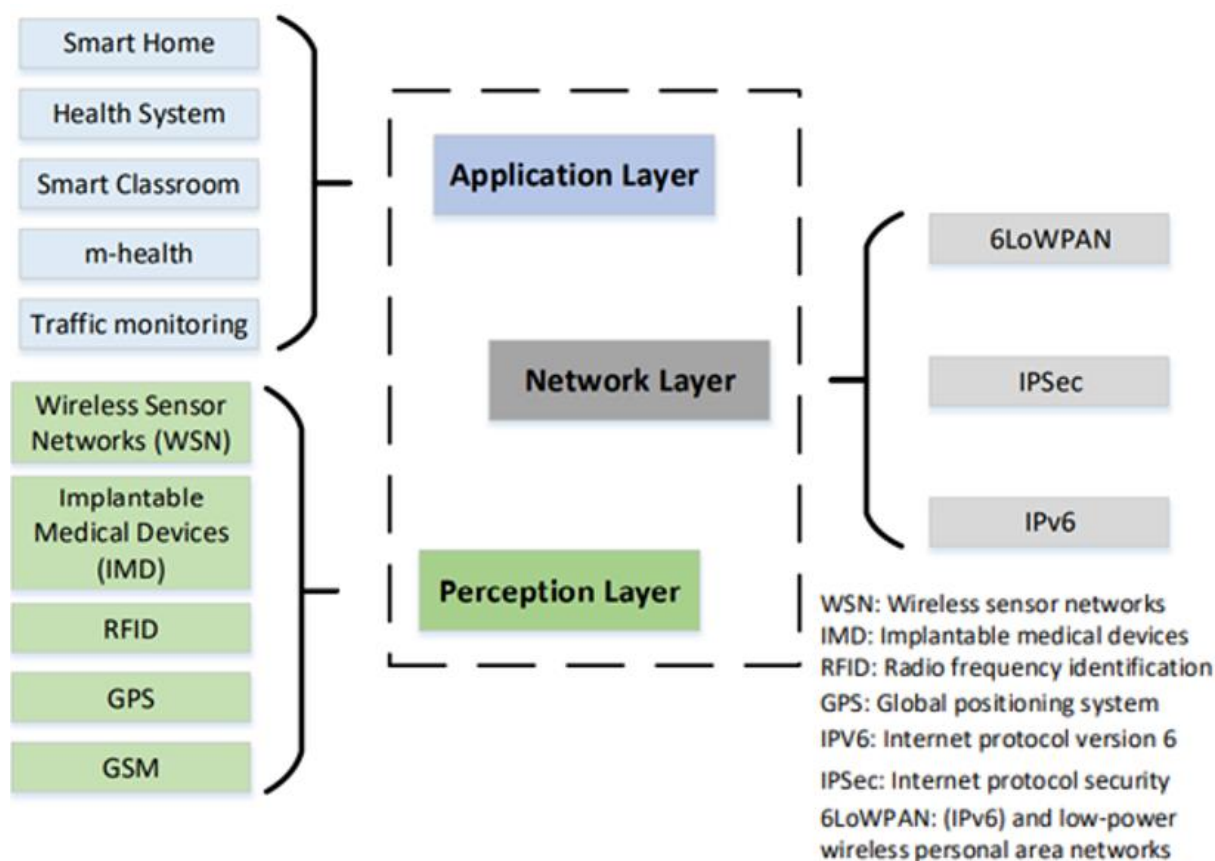 Smart Home
Health System
Smart Classroom
m-health
Traffic monitoring
Wireless Sensor
Networks (WSN)
Implantable
Medical Devices
(IMD)
RFID
GPS
GSM
Application Layer
Network Layer
Perception Layer
6LoWPAN
IPSec
IPv6
WSN: Wireless sensor networks
IMD: Implantable medical devices
RFID: Radio frequency identification
GPS: Global positioning system
IPV6: Internet protocol version 6
IPSec: Internet protocol security
6LoWPAN: (IPv6) and low-power
wireless personal area networks